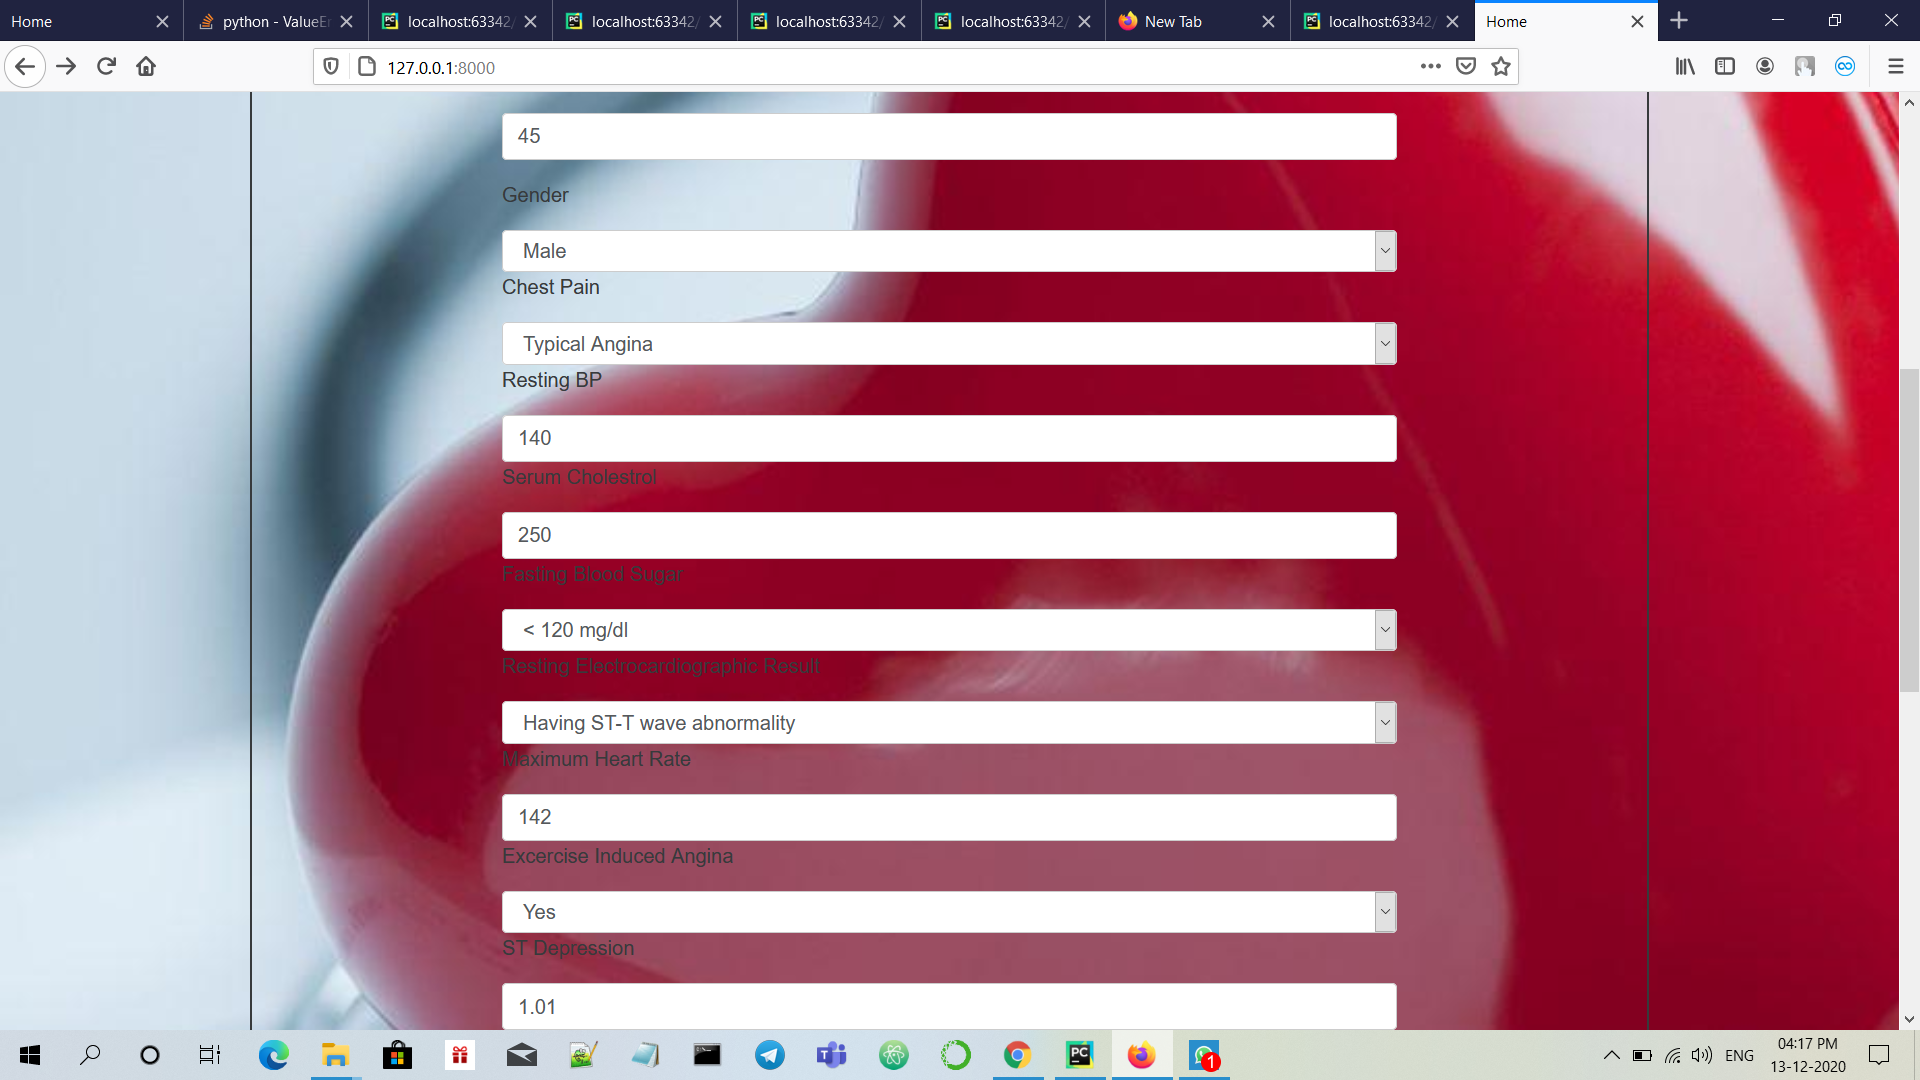 Home
python - ValueEr
localhost:63342/
localhost:63342/
localhost:63342/
localhost:63342/
New Tab
localhost:63342/
Home
127.0.0.1:8000
45
Gender
Male
Chest Pain
Typical Angina
Resting BP
140
Serum Cholestrol
250
Fasting Blood Sugar
< 120 mg/dl
Resting Electrocardiographic Result
Having ST-T wave abnormality
Maximum Heart Rate
142
Excercise Induced Angina
Yes
ST Depression
1.01
ENG
04:17 PM
13-12-2020
1